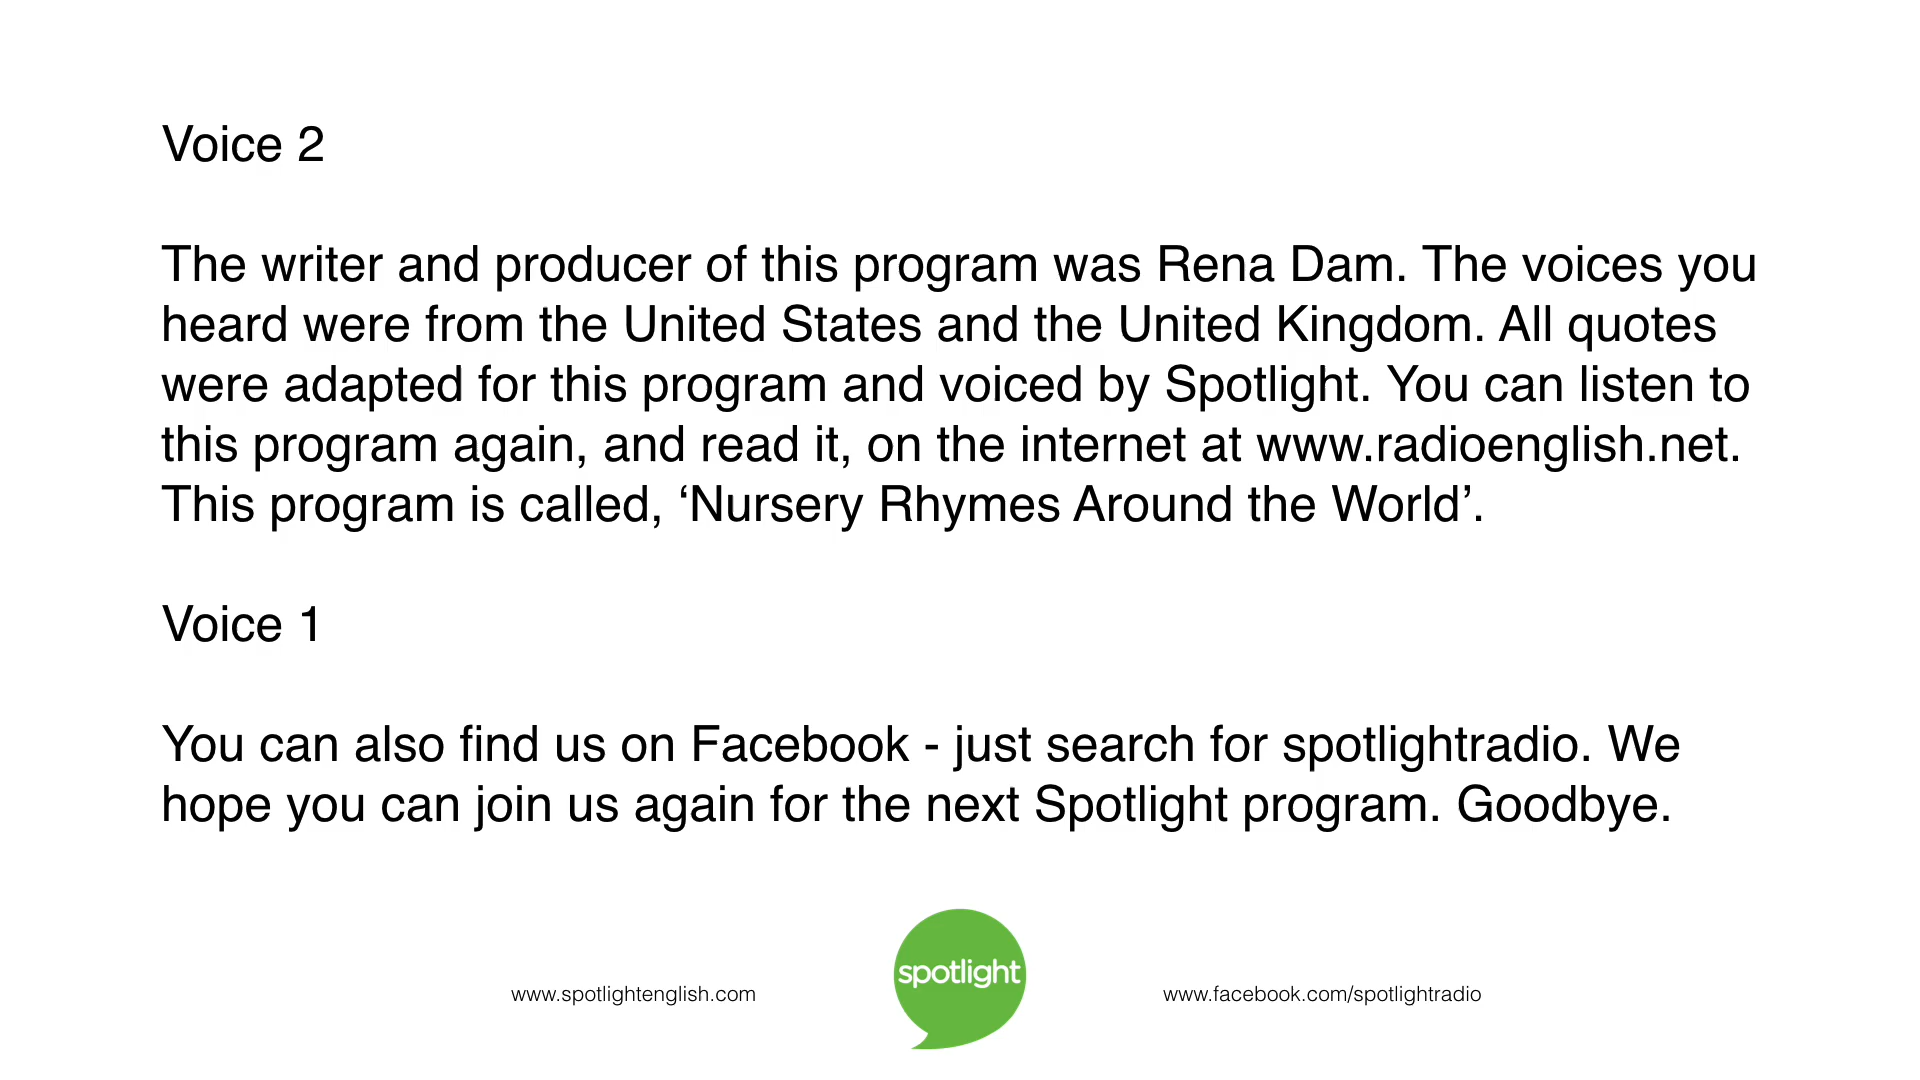 Voice 2
The writer and producer of this program was Rena Dam. The voices you
heard were from the United States and the United Kingdom. All quotes
were adapted for this program and voiced by Spotlight. You can listen to
this program again, and read it, on the internet at www.radioenglish.net.
This program is called, ‘Nursery Rhymes Around the World’.
Voice 1
You can also find us on Facebook - just search for spotlightradio. We
hope you can join us again for the next Spotlight program. Goodbye.
www.spotlightenglish.com
spotlight
www.facebook.com/spotlightradio